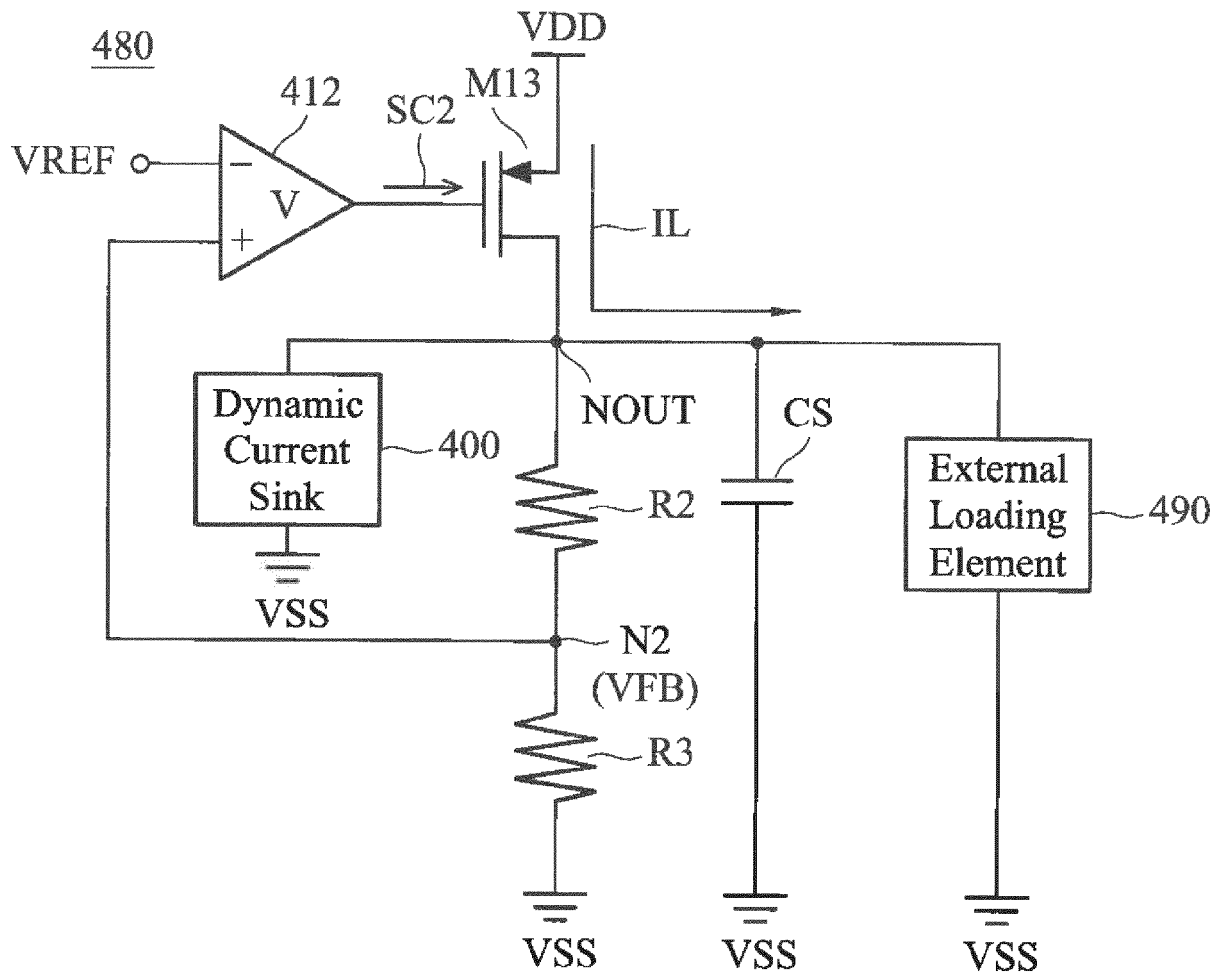 480
VDD
412
SC2
M13
VREF
−
V
+
IL
NOUT
CS
Dynamic
Current
Sink
400
R2
External
Loading
Element
490
VSS
N2
(VFB)
R3
VSS
VSS
VSS